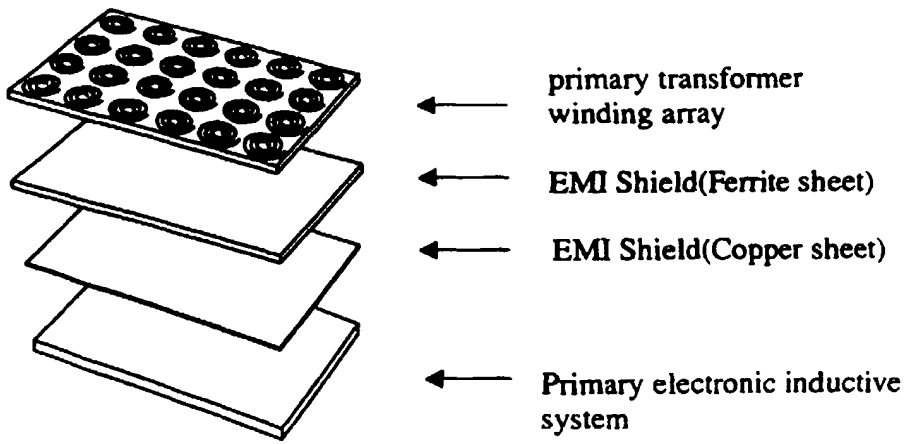 primary transformer
winding array
EMI Shield(Ferrite sheet)
EMI Shield(Copper sheet)
Primary electronic inductive
system